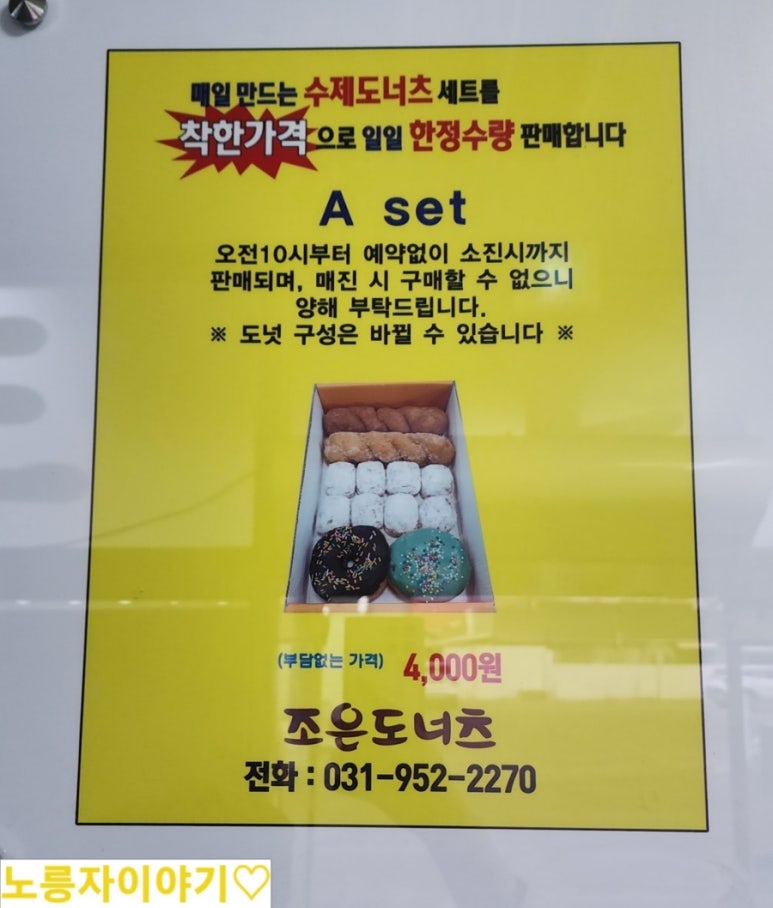 매일 만드는 수제도너츠 세트를
착한가격으로 일일 한정수량 판매합니다
A set
오전10시부터 예약없이 소진시까지
판매되며, 매진 시 구매할 수 없으니
양해 부탁드립니다.
※ 도넛 구성은 바뀔 수 있습니다 ※
(부담없는 가격) 4,000원
조은도너츠
전화 : 031-952-2270
노릉자이야기♡